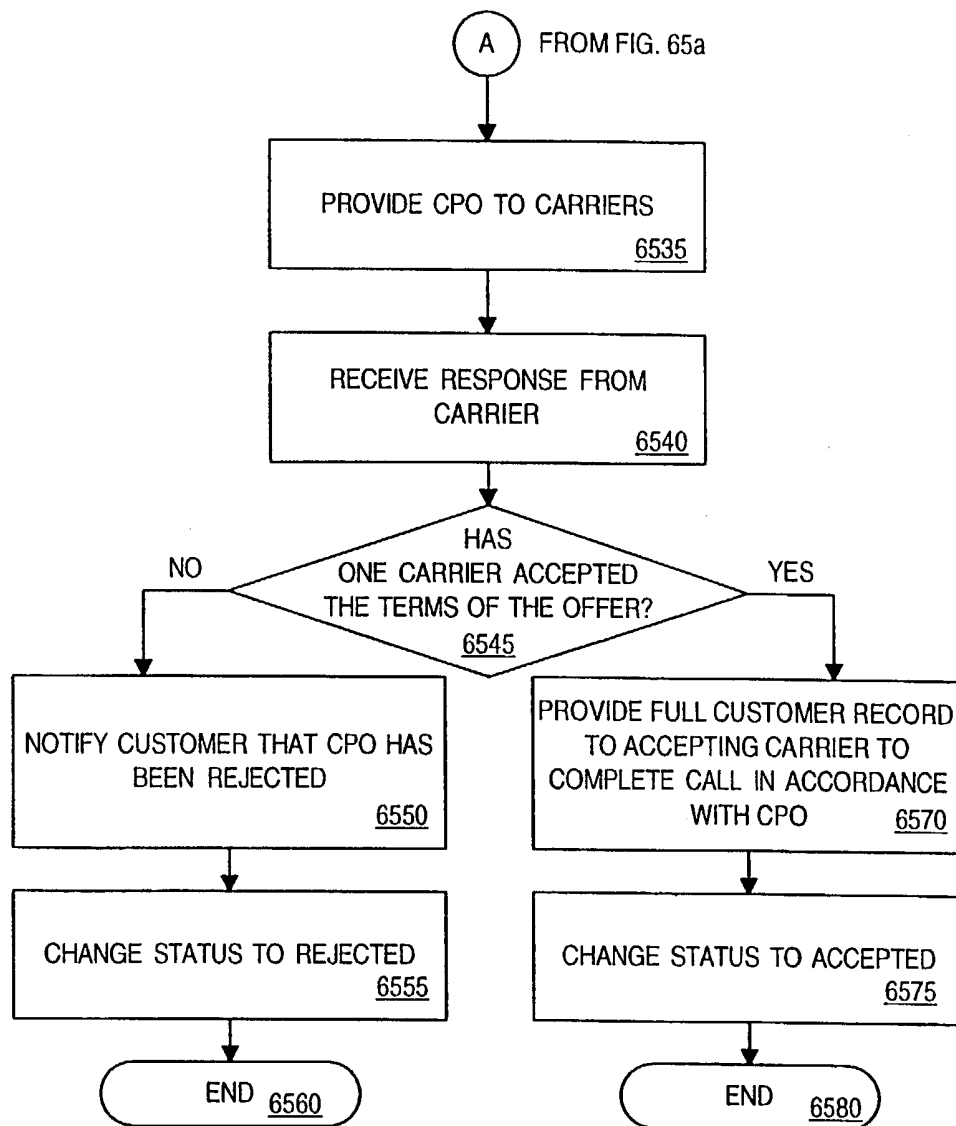 A FROM FIG. 65a
PROVIDE CPO TO CARRIERS
6535
RECEIVE RESPONSE FROM
CARRIER
6540
HAS
ONE CARRIER ACCEPTED
THE TERMS OF THE OFFER?
6545
NO
YES
NOTIFY CUSTOMER THAT CPO HAS
BEEN REJECTED
6550
PROVIDE FULL CUSTOMER RECORD
TO ACCEPTING CARRIER TO
COMPLETE CALL IN ACCORDANCE
WITH CPO
6570
CHANGE STATUS TO REJECTED
6555
CHANGE STATUS TO ACCEPTED
6575
END 6560
END 6580